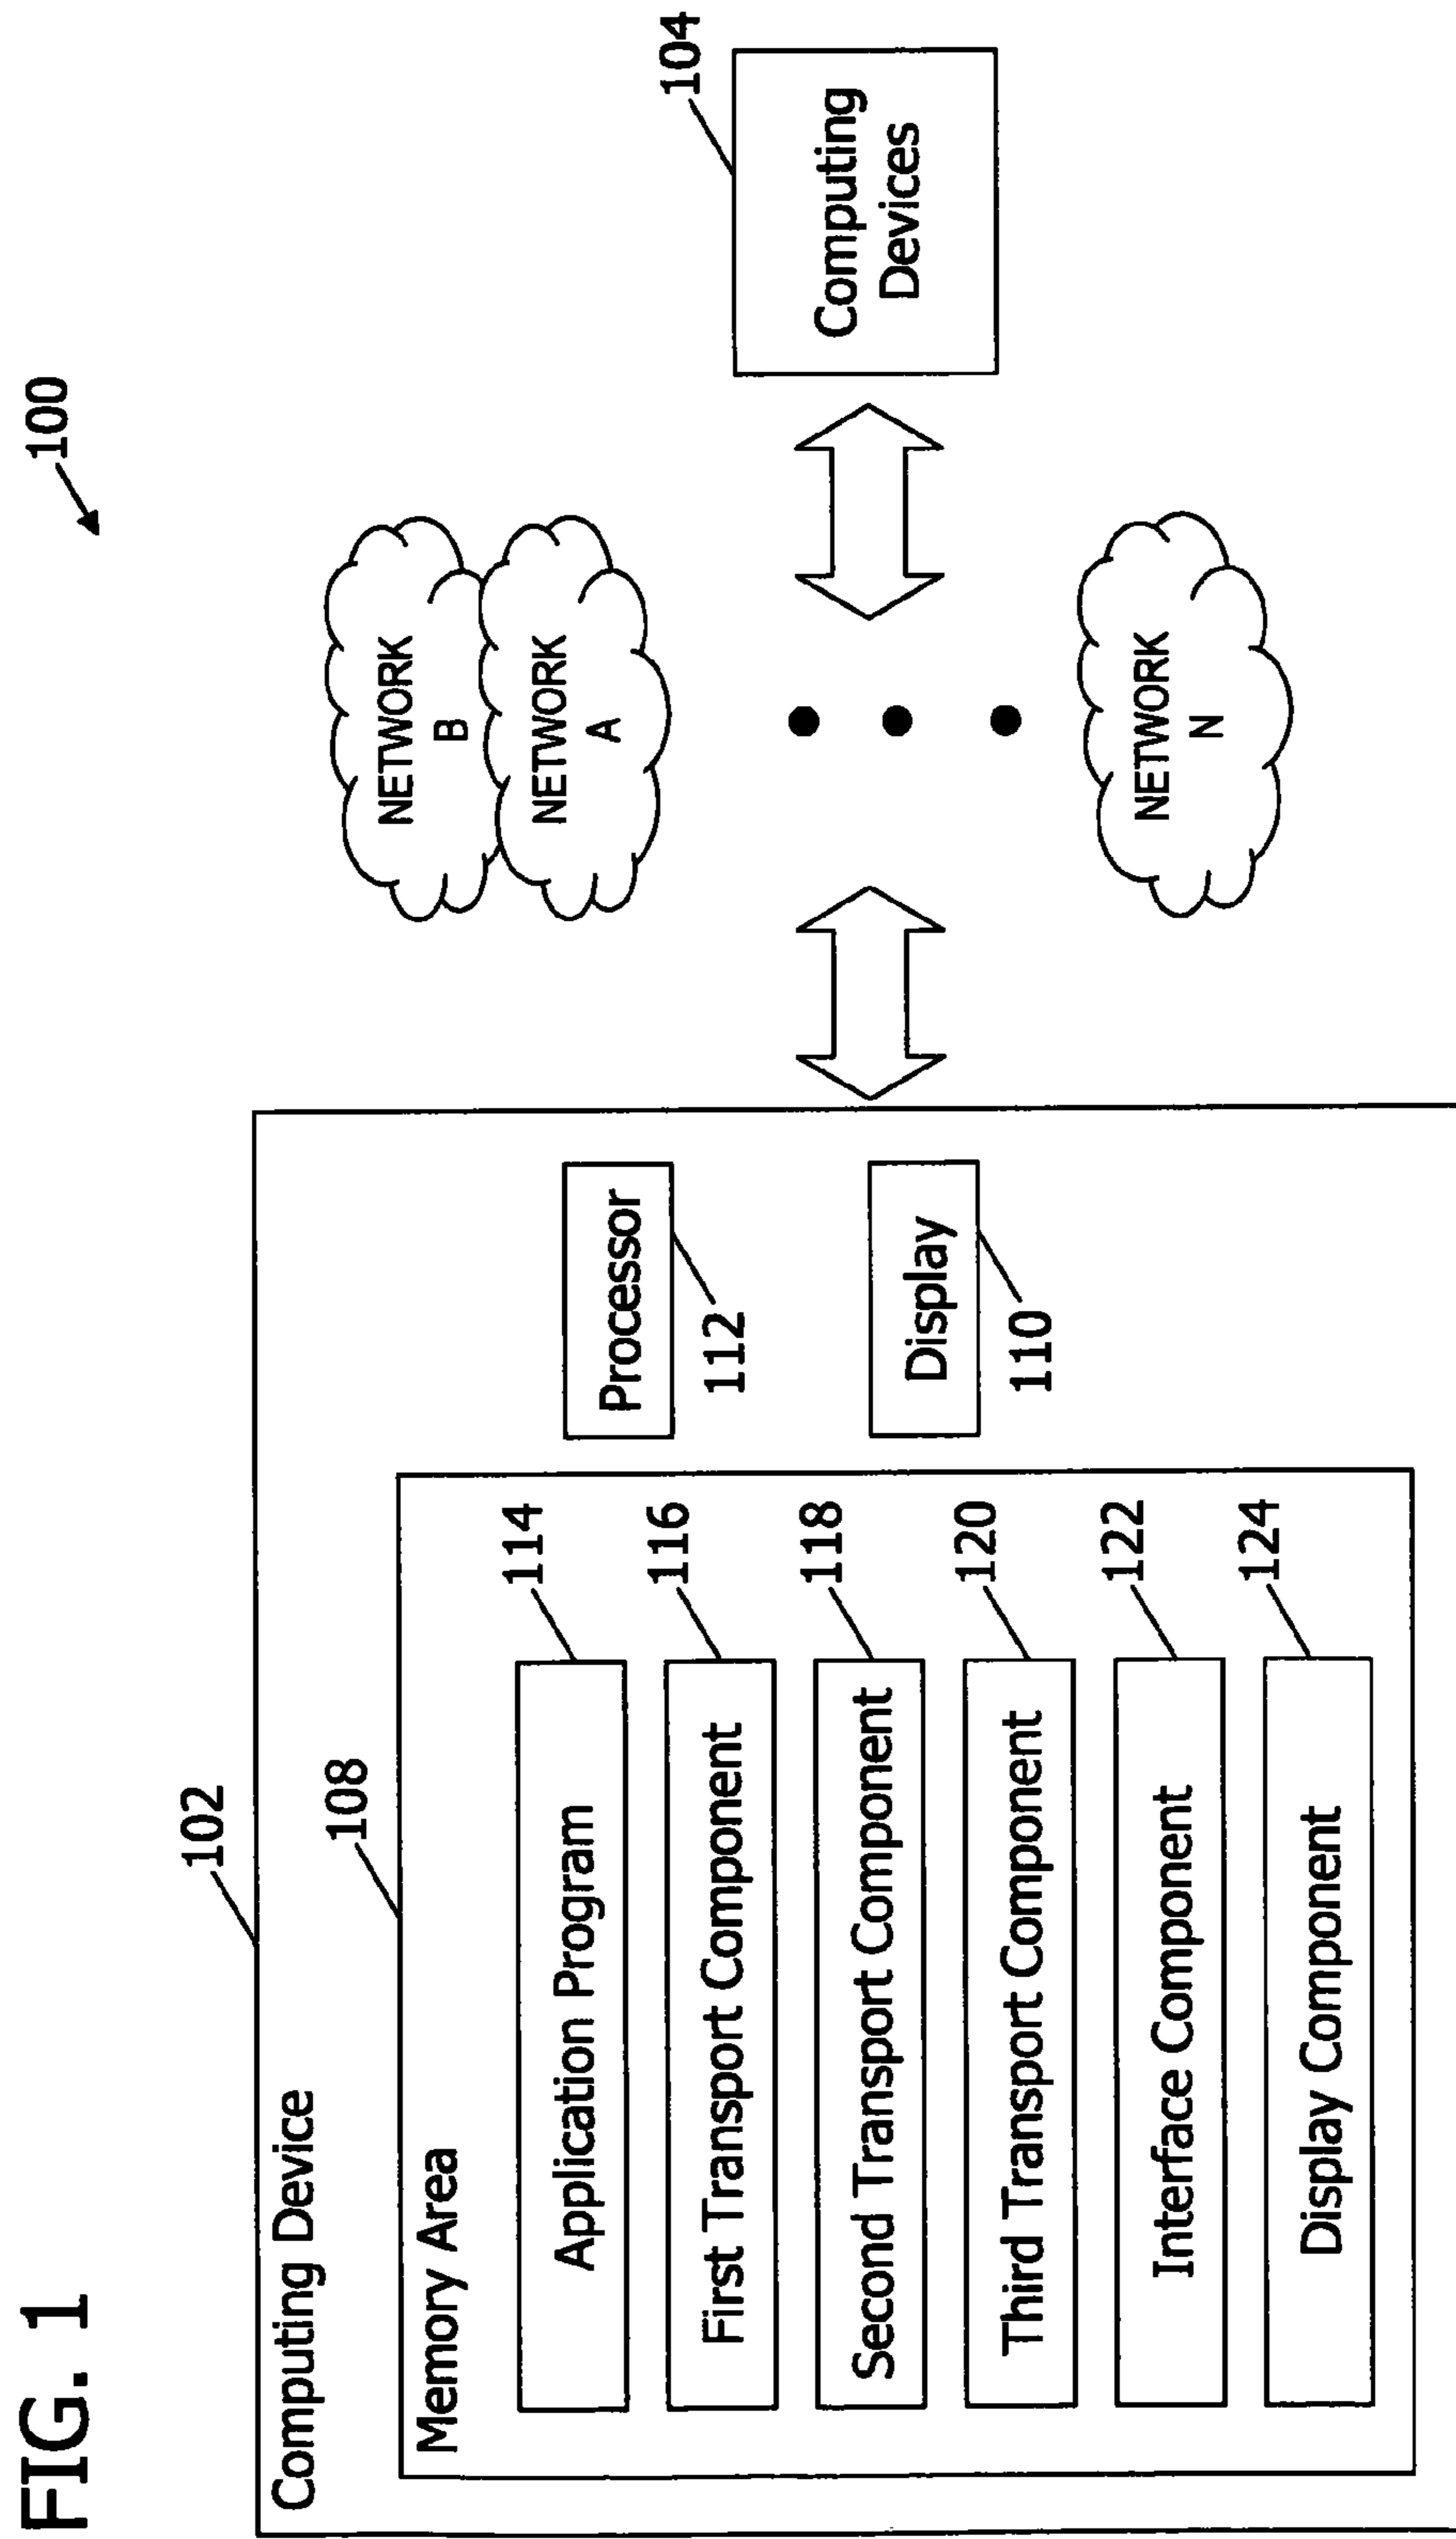 FIG. 1
100
102
Computing Device
108
Memory Area
Application Program
114
First Transport Component
116
Second Transport Component
118
Third Transport Component
120
Interface Component
122
Display Component
124
Processor
112
Display
110
NETWORK
B
NETWORK
A
NETWORK
N
104
Computing
Devices